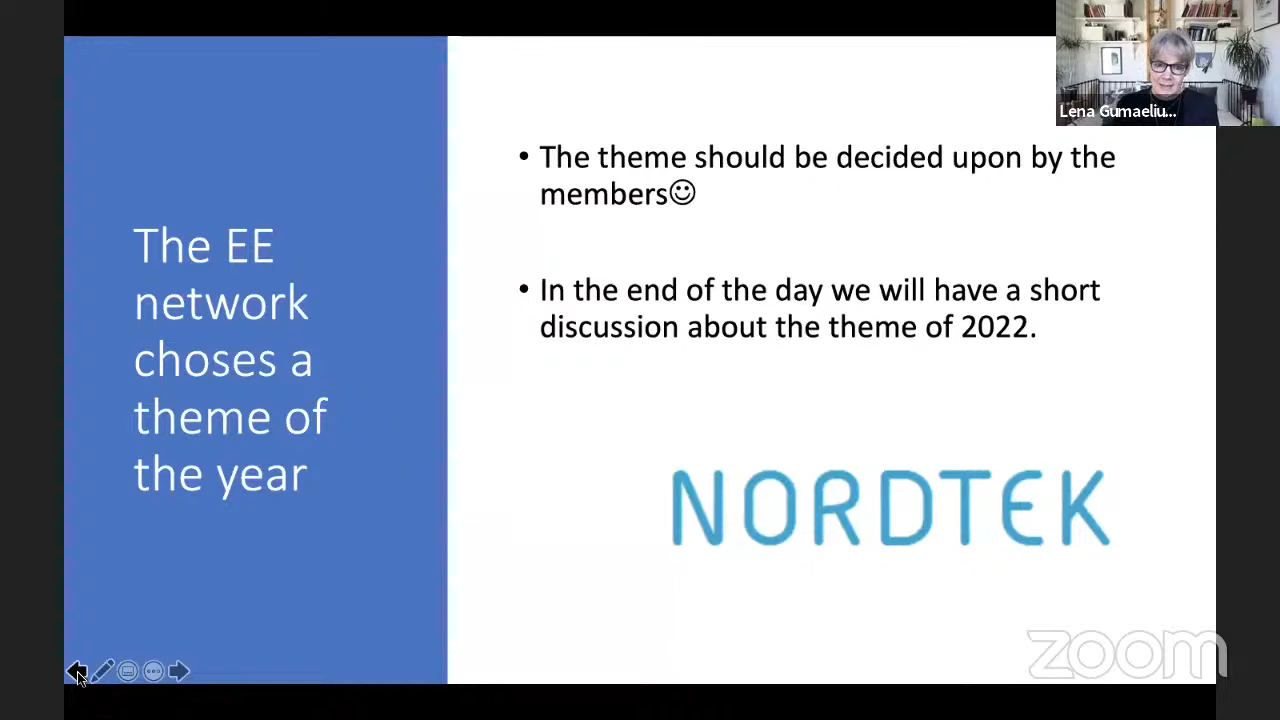 Lena Gumaeliu...
The EE
network
choses a
theme of
the year
• The theme should be decided upon by the
members☺
• In the end of the day we will have a short
discussion about the theme of 2022.
NORDTEK
zoom